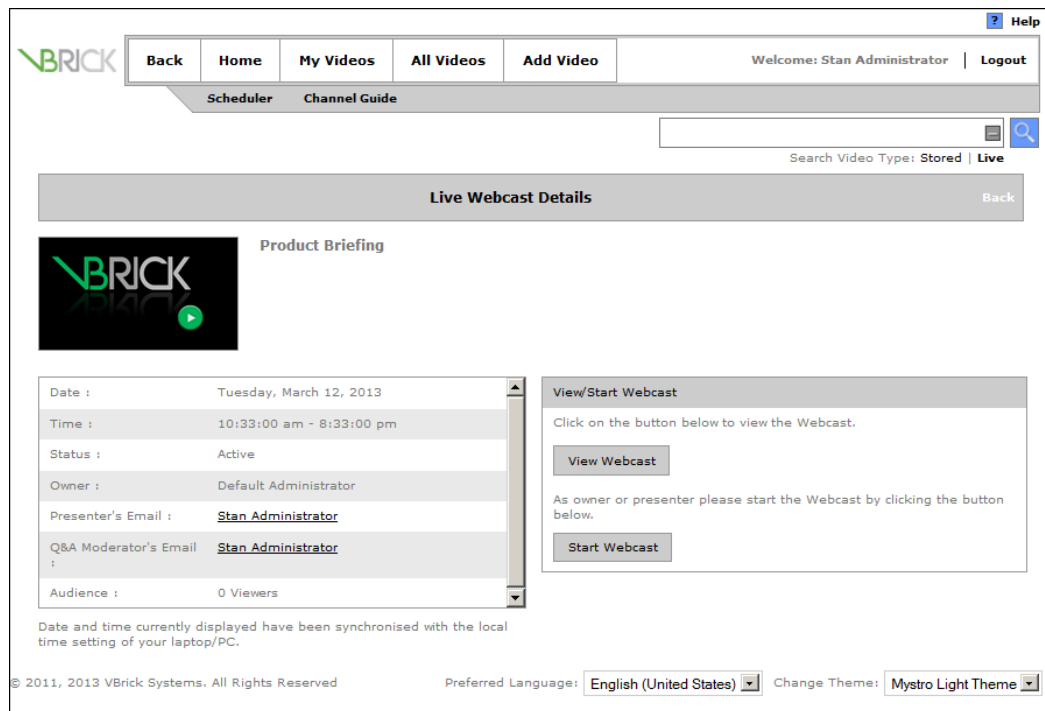 ? Help
VBRICK
Back Home My Videos All Videos Add Video Welcome: Stan Administrator | Logout
Scheduler Channel Guide
Search Video Type: Stored | Live
Live Webcast Details Back
VBRICK
Product Briefing
Date : Tuesday, March 12, 2013
Time : 10:33:00 am - 8:33:00 pm
Status : Active
Owner : Default Administrator
Presenter's Email : Stan Administrator
Q&A Moderator's Email
: Stan Administrator
Audience : 0 Viewers
View/Start Webcast
Click on the button below to view the Webcast.
View Webcast
As owner or presenter please start the Webcast by clicking the button
below.
Start Webcast
Date and time currently displayed have been synchronised with the local
time setting of your laptop/PC.
© 2011, 2013 VBrick Systems. All Rights Reserved Preferred Language: English (United States) Change Theme: Mystro Light Theme